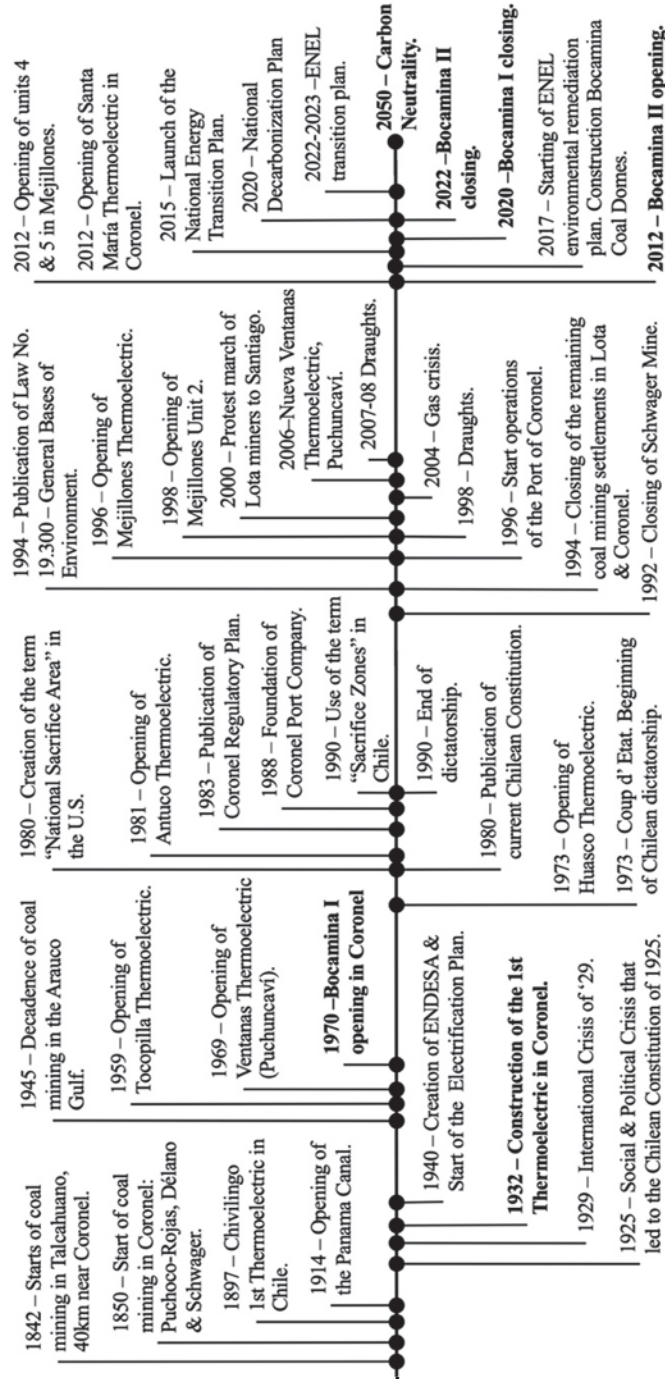 1842 – Starts of coal
mining in Talcahuano,
40km near Coronel.
1850 – Start of coal
mining in Coronel:
Puchoco-Rojas, Délano
& Schwager.
1897 – Chivilingo
1st Thermoelectric in
Chile.
1914 – Opening of
the Panama Canal.
1925 – Social & Political Crisis that
led to the Chilean Constitution of 1925.
1929 – International Crisis of ‘29.
1932 – Construction of the 1st
Thermoelectric in Coronel.
1940 – Creation of ENDESA &
Start of the Electrification Plan.
1945 – Decadence of coal
mining in the Arauco
Gulf.
1959 – Opening of
Tocopilla Thermoelectric.
1969 – Opening of
Ventanas Thermoelectric
(Puchuncaví).
1970 –Bocamina I
opening in Coronel
1973 – Opening of
Huasco Thermoelectric.
1973 – Coup d’ Etat. Beginning
of Chilean dictatorship.
1980 – Creation of the term
“National Sacrifice Area” in
the U.S.
1980 – Publication of
current Chilean Constitution.
1981 – Opening of
Antuco Thermoelectric.
1983 – Publication of
Coronel Regulatory Plan.
1988 – Foundation of
Coronel Port Company.
1990 – Use of the term
“Sacrifice Zones” in
Chile.
1990 – End of
dictatorship.
1992 – Closing of Schwager Mine.
1994 – Publication of Law No.
19.300 – General Bases of
Environment.
1994 – Closing of the remaining
coal mining settlements in Lota
& Coronel.
1996 – Opening of
Mejillones Thermoelectric.
1996 – Start operations
of the Port of Coronel.
1998 – Opening of
Mejillones Unit 2.
1998 – Draughts.
2000 – Protest march of
Lota miners to Santiago.
2004 – Gas crisis.
2006–Nueva Ventanas
Thermoelectric,
Puchuncaví.
2007-08 Draughts.
2012 – Opening of units 4
& 5 in Mejillones.
2012 – Opening of Santa
María Thermoelectric in
Coronel.
2012 – Bocamina II opening.
2015 – Launch of the
National Energy
Transition Plan.
2017 – Starting of ENEL
environmental remediation
plan. Construction Bocamina
Coal Domes.
2020 – National
Decarbonization Plan
2020 –Bocamina I closing.
2022-2023 –ENEL
transition plan.
2022 –Bocamina II
closing.
2050 – Carbon
Neutrality.